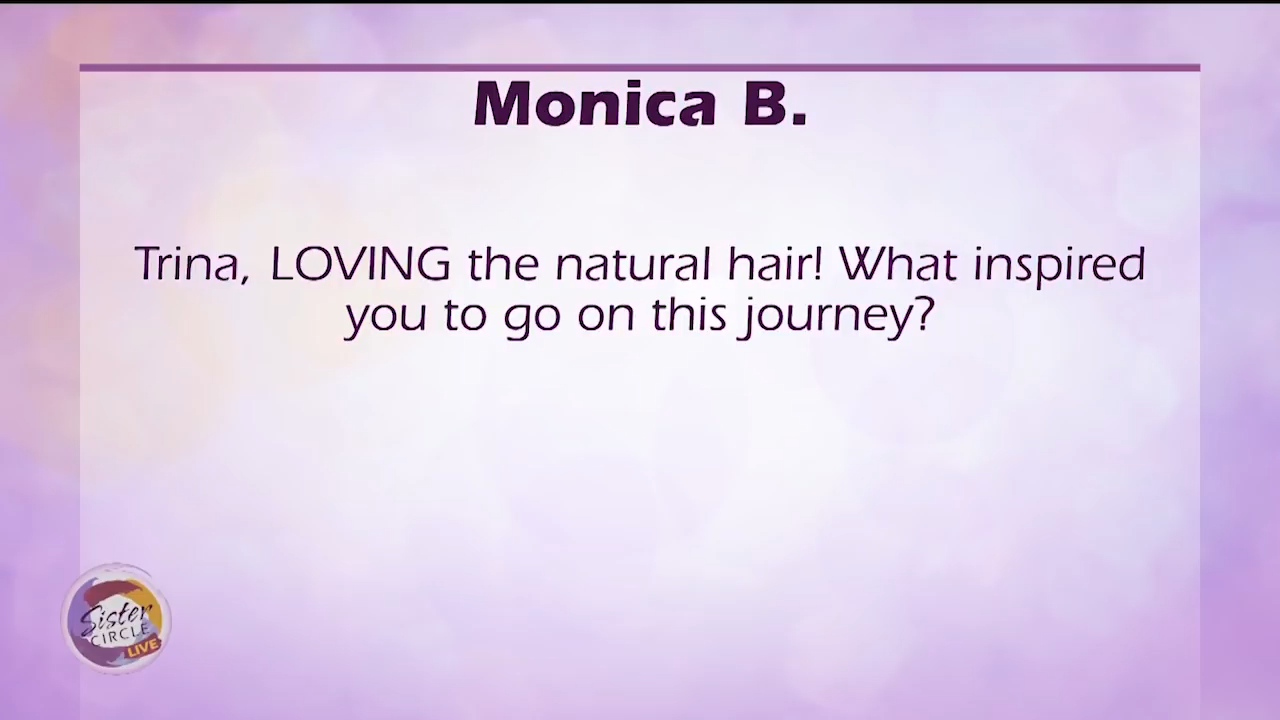 Monica B.
Trina, LOVING the natural hair! What inspired
you to go on this journey?
Sister
CIRCLE
LIVE